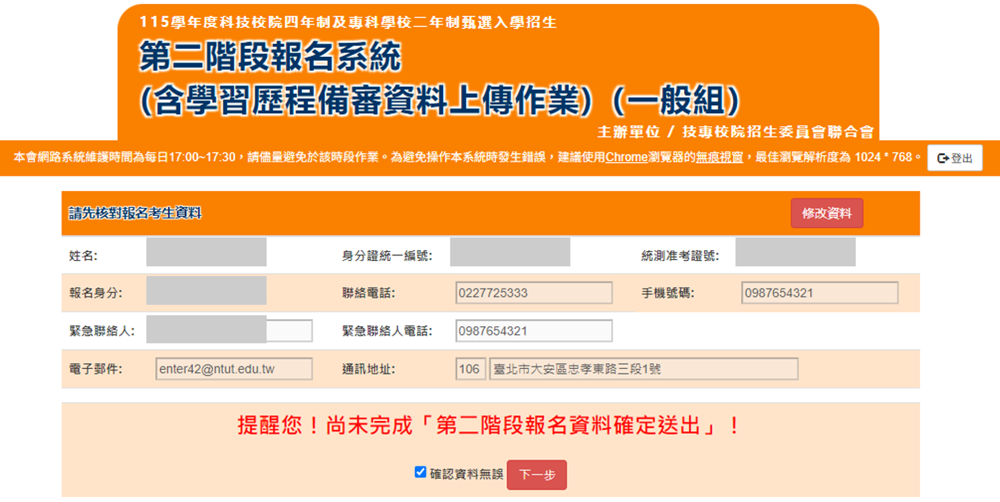 115學年度科技校院四年制及專科學校二年制甄選入學招生
第二階段報名系統
(含學習歷程備審資料上傳作業)（一般組）
主辦單位 / 技專校院招生委員會聯合會
本會網路系統維護時間為每日17:00~17:30，請儘量避免於該時段作業。為避免操作本系統時發生錯誤，建議使用Chrome瀏覽器的無痕視窗，最佳瀏覽解析度為 1024 * 768。 登出
請先核對報名考生資料 修改資料
姓名: 身分證統一編號: 統測准考證號:
報名身分: 聯絡電話: 0227725333 手機號碼: 0987654321
緊急聯絡人: 緊急聯絡人電話: 0987654321
電子郵件: enter42@ntut.edu.tw 通訊地址: 106 臺北市大安區忠孝東路三段1號
提醒您！尚未完成「第二階段報名資料確定送出」！
確認資料無誤 下一步